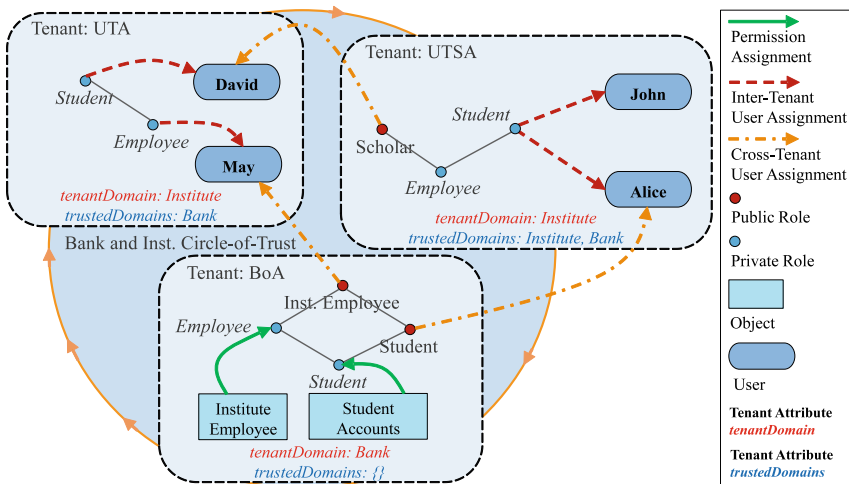 Tenant: UTA
David
Student
Employee
May
tenantDomain: Institute
trustedDomains: Bank
Tenant: UTSA
John
Student
Scholar
Employee
Alice
tenantDomain: Institute
trustedDomains: Institute, Bank
Bank and Inst. Circle-of-Trust
Tenant: BoA
Inst. Employee
Employee
Student
Student
Institute
Employee
Student
Accounts
tenantDomain: Bank
trustedDomains: {}
Permission
Assignment
Inter-Tenant
User Assignment
Cross-Tenant
User Assignment
Public Role
Private Role
Object
User
Tenant Attribute
tenantDomain
Tenant Attribute
trustedDomains